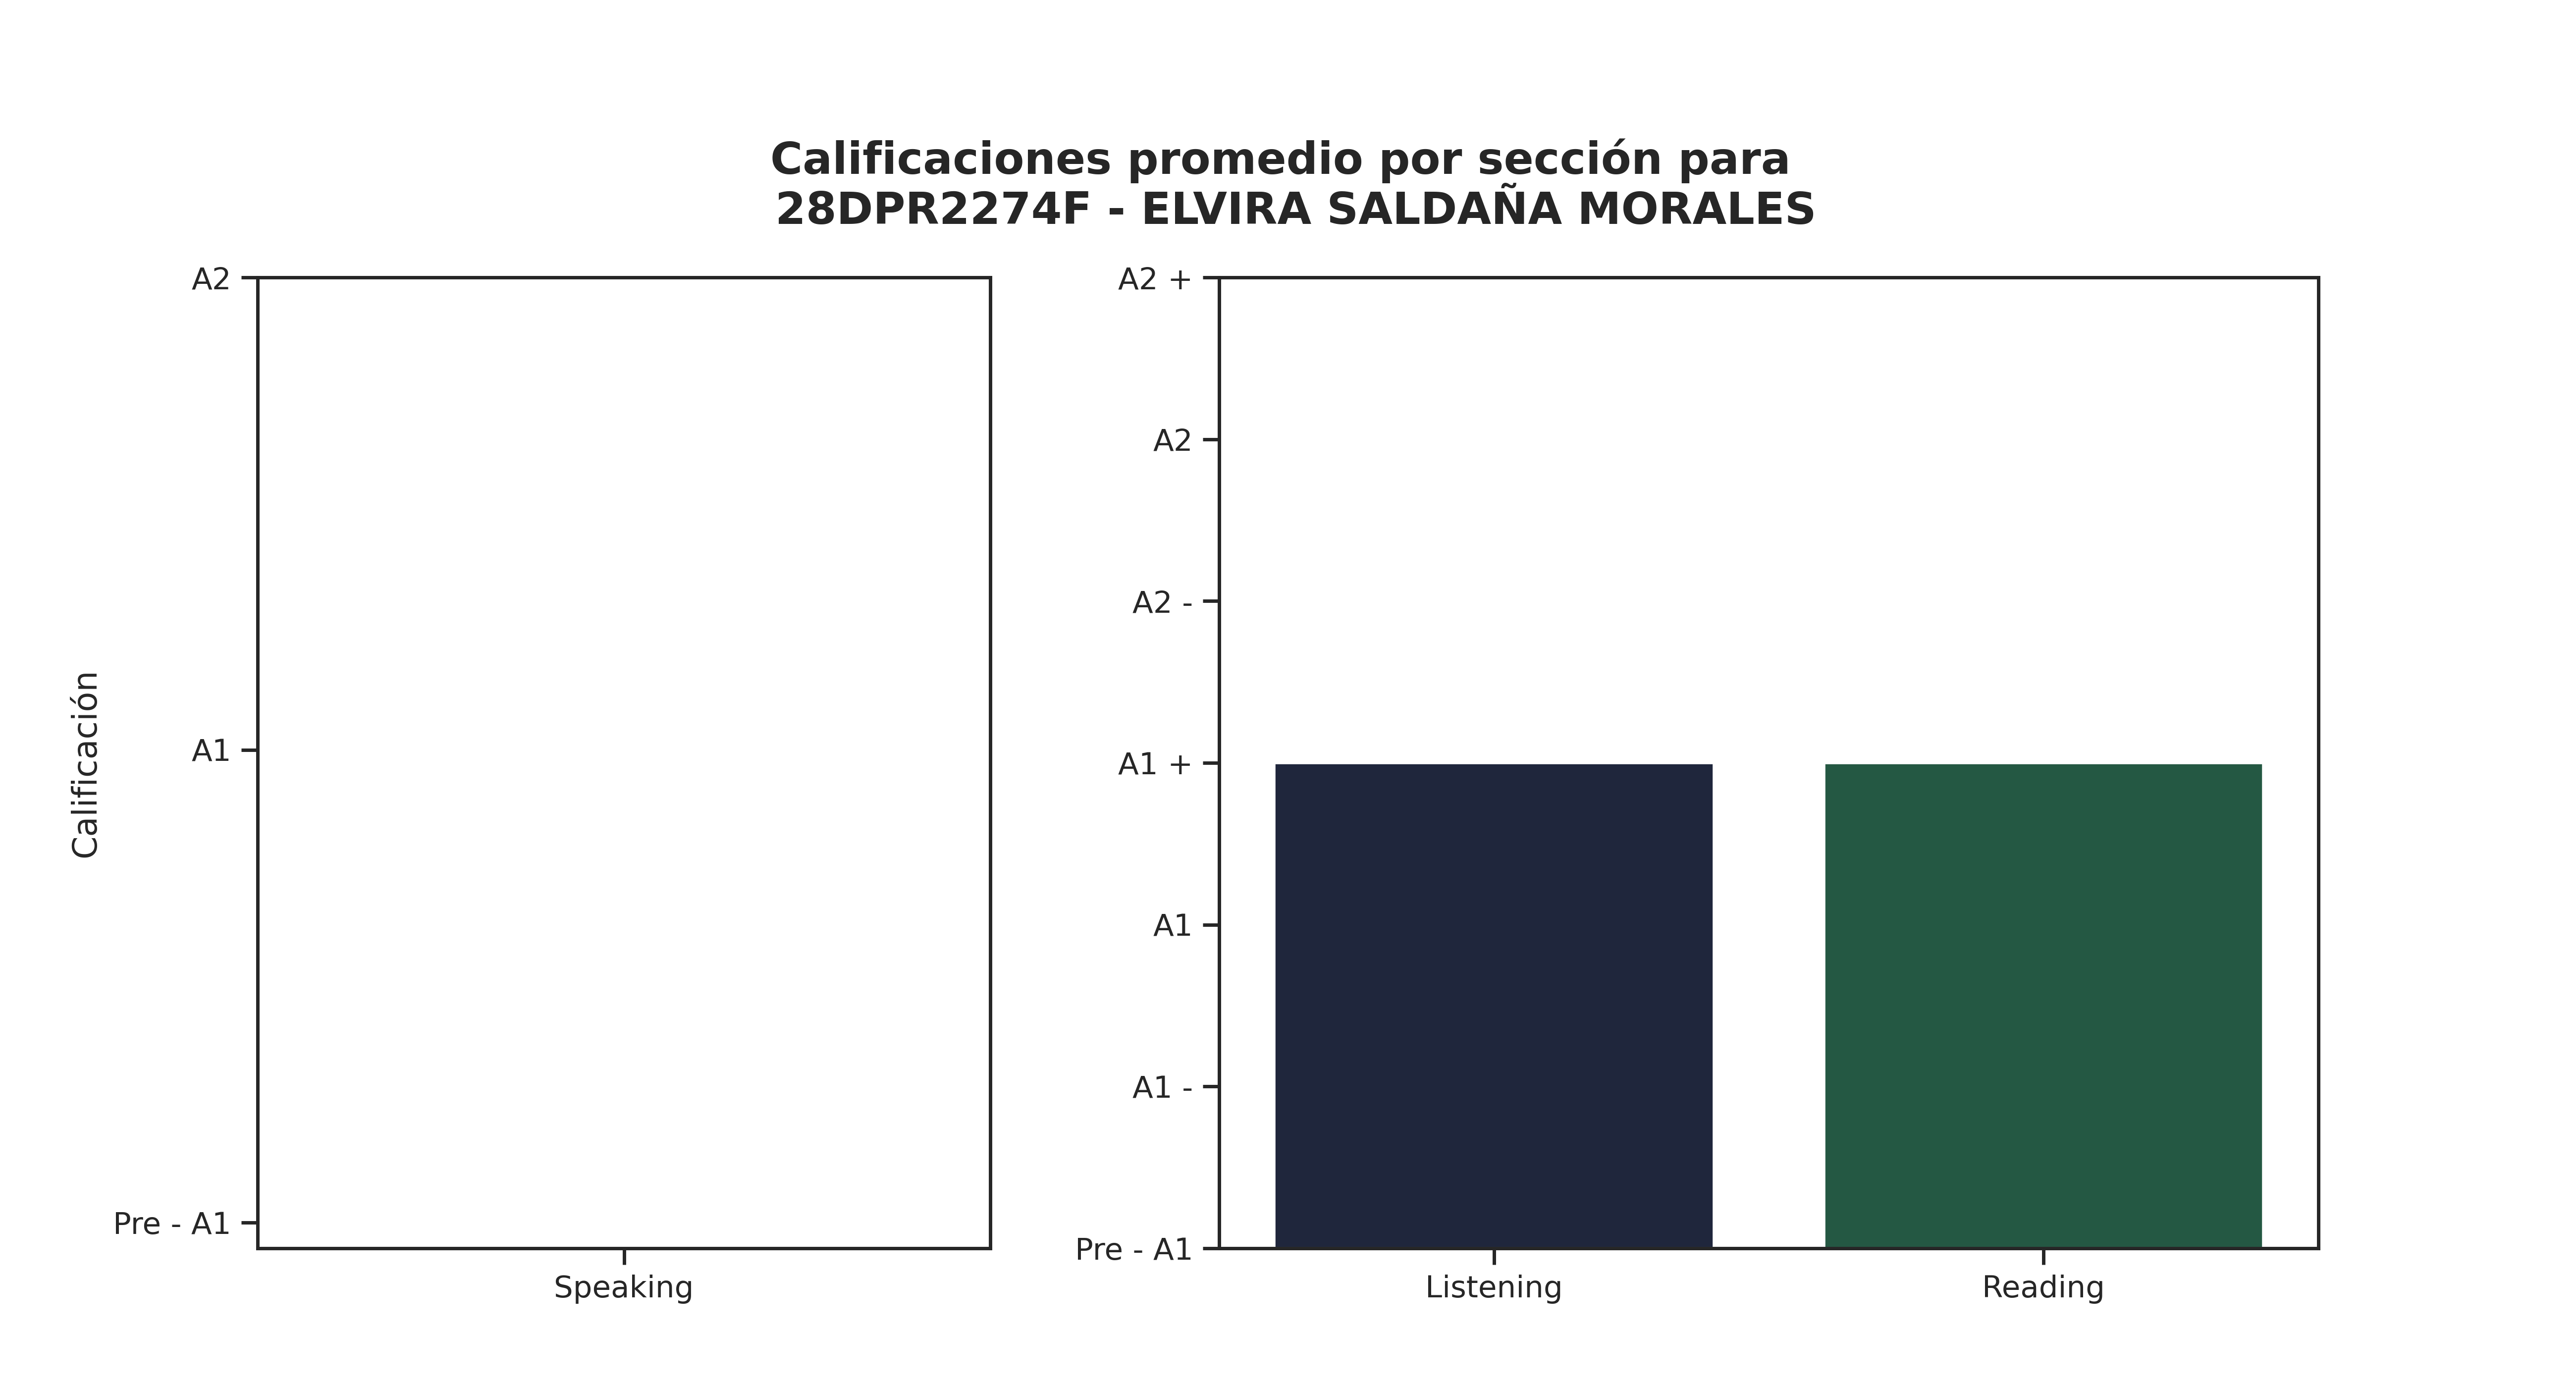 Calificaciones promedio por sección para
28DPR2274F - ELVIRA SALDAÑA MORALES
Calificación
A2
A1
Pre - A1
Speaking
A2 +
A2
A2 -
A1 +
A1
A1 -
Pre - A1
Listening
Reading